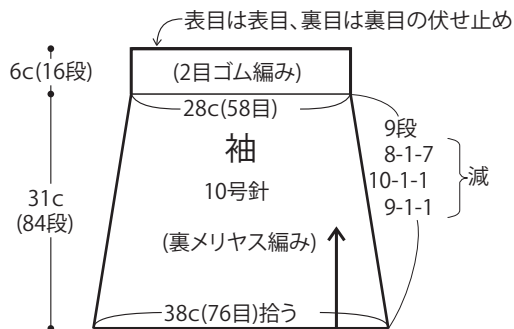 表目は表目、裏目は裏目の伏せ止め
6c(16段)
(2目ゴム編み)
28c(58目)
袖
10号針
(裏メリヤス編み)
31c
(84段)
9段
8-1-7
10-1-1
9-1-1
減
38c(76目)拾う